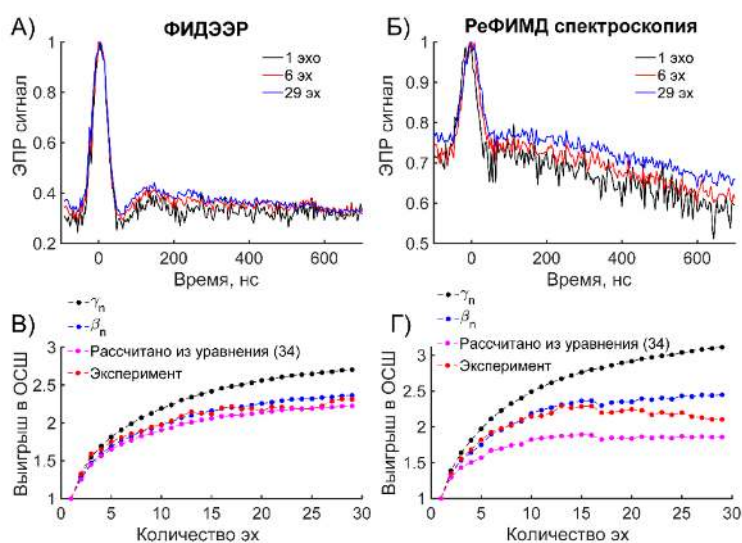 А) ФИДЭЭР
1 эхо
6 эх
29 эх
ЭПР сигнал
1
0.8
0.6
0.4
0.2
0 200 400 600
Время, нс
Б) РеФИМД спектроскопия
1 эхо
6 эх
29 эх
ЭПР сигнал
1
0.9
0.8
0.7
0.6
0.5
0 200 400 600
Время, нс
В)
γn
βn
Рассчитано из уравнения (34)
Эксперимент
Выигрыш в ОСШ
3
2.5
2
1.5
1
0 5 10 15 20 25 30
Количество эх
Г)
γn
βn
Рассчитано из уравнения (34)
Эксперимент
Выигрыш в ОСШ
3
2.5
2
1.5
1
0 5 10 15 20 25 30
Количество эх